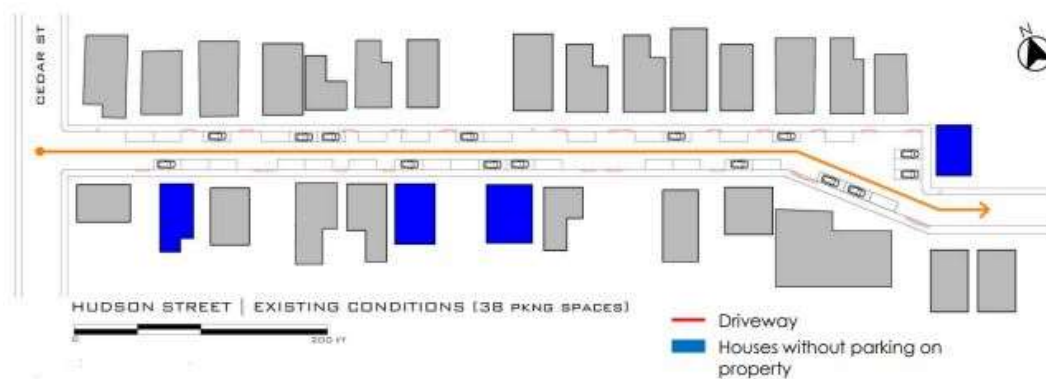 CEDAR ST
N
HUDSON STREET | EXISTING CONDITIONS (38 PKNG SPACES)
0
200 FT
Driveway
Houses without parking on
property